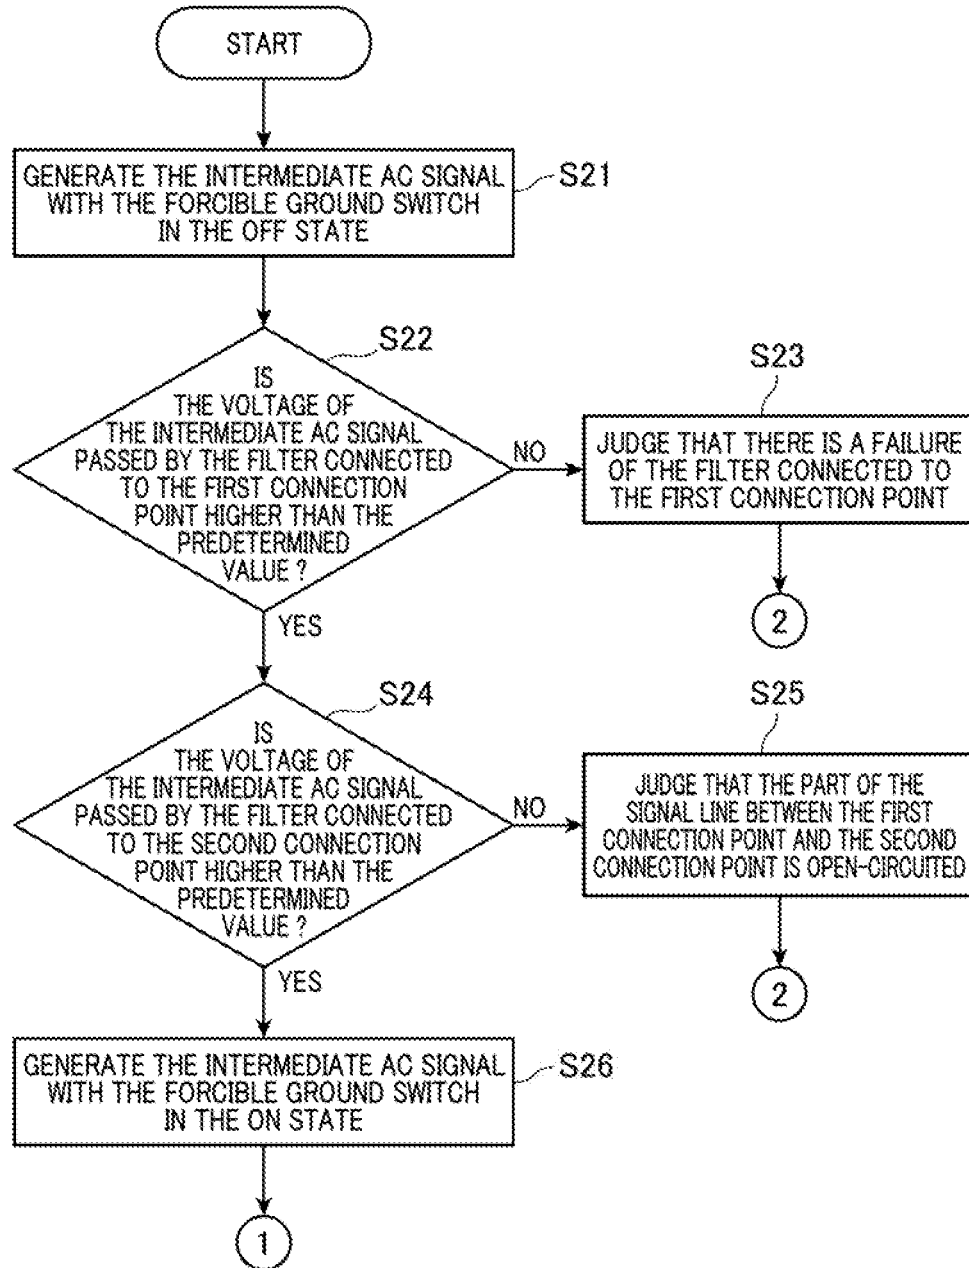 START
GENERATE THE INTERMEDIATE AC SIGNAL
WITH THE FORCIBLE GROUND SWITCH
IN THE OFF STATE
S21
S22
IS
THE VOLTAGE OF
THE INTERMEDIATE AC SIGNAL
PASSED BY THE FILTER CONNECTED
TO THE FIRST CONNECTION
POINT HIGHER THAN THE
PREDETERMINED
VALUE ?
NO
S23
JUDGE THAT THERE IS A FAILURE
OF THE FILTER CONNECTED TO
THE FIRST CONNECTION POINT
2
YES
S24
IS
THE VOLTAGE OF
THE INTERMEDIATE AC SIGNAL
PASSED BY THE FILTER CONNECTED
TO THE SECOND CONNECTION
POINT HIGHER THAN THE
PREDETERMINED
VALUE ?
NO
S25
JUDGE THAT THE PART OF THE
SIGNAL LINE BETWEEN THE FIRST
CONNECTION POINT AND THE SECOND
CONNECTION POINT IS OPEN-CIRCUITED
2
YES
GENERATE THE INTERMEDIATE AC SIGNAL
WITH THE FORCIBLE GROUND SWITCH
IN THE ON STATE
S26
1